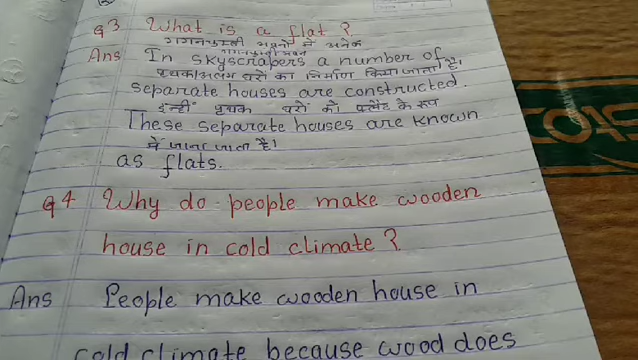 Q3 What is a flat ?
गगनचुम्बी भवनों में अनेक
Ans In skyscrapers a number of
घरों का निर्माण किया जाता है।
separate houses are constructed.
इन्हीं पृथक घरों को फ्लैट के रूप
These separate houses are known
में जाना जाता है।
as flats.
Q4 Why do people make wooden
house in cold climate ?
Ans People make wooden house in
cold climate because wood does
COAS